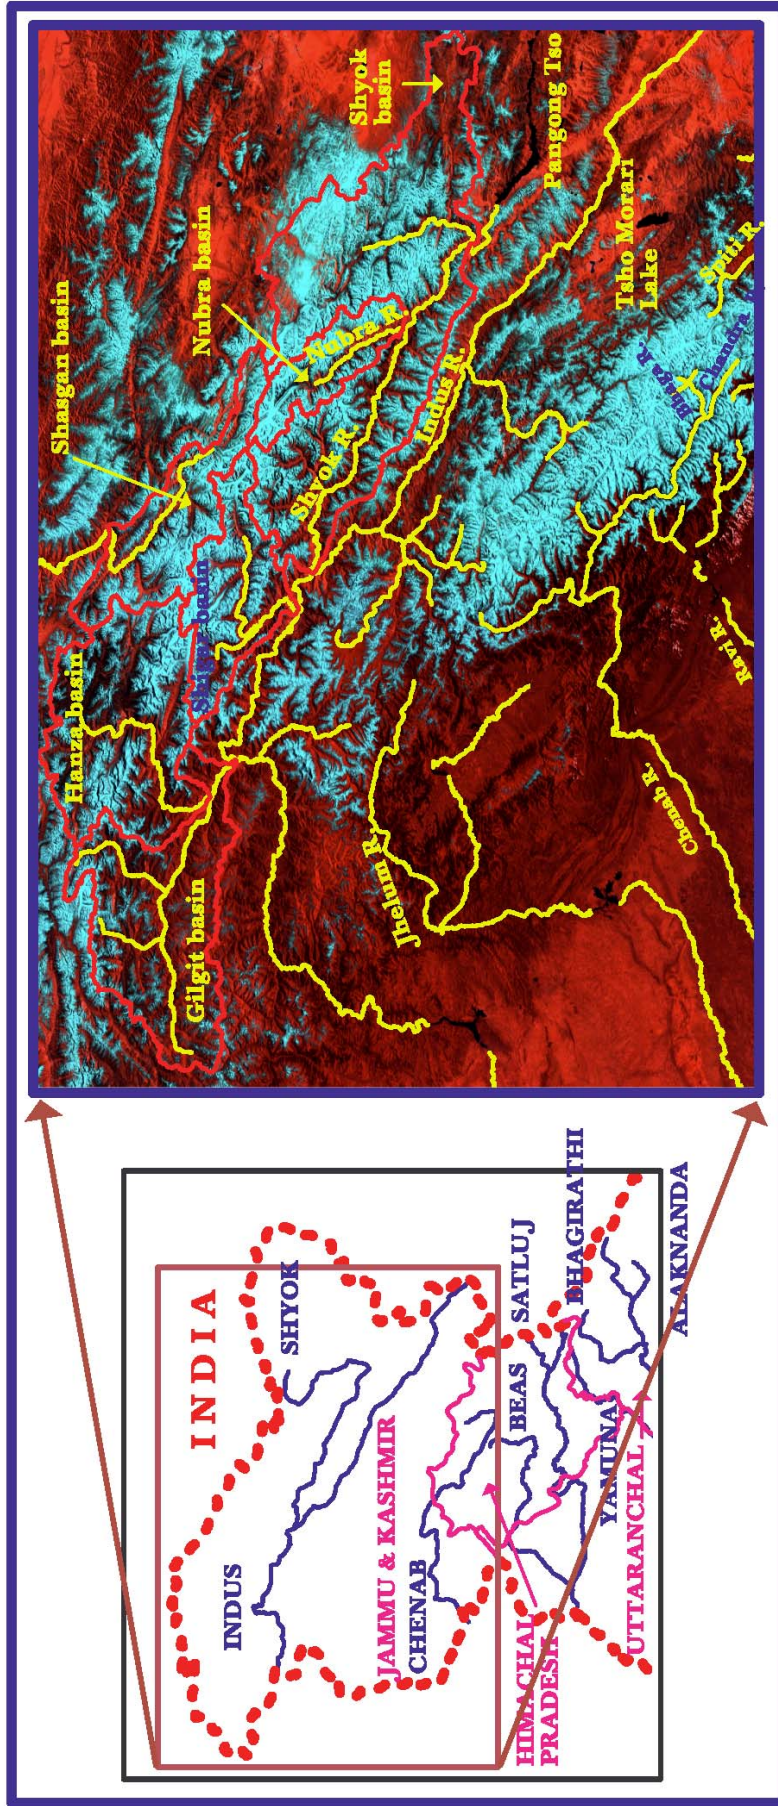 INDIA
SHYOK
INDUS
JAMMU & KASHMIR
CHENAB
HIMACHAL
PRADESH
BEAS
SATLUJ
BHAGIRATHI
YAMUNA
UTTARANCHAL
ALAKNANDA
Hanza basin
Shasgan basin
Nubra basin
Shyok
basin
Gilgit basin
Shigar basin
Shyok R.
Nubra R.
Indus R.
Pangong Tso
Tsho Morari
Lake
Jhelum R.
Chenab R.
Ravi R.
Bhaga R.
Chandra
Spiti R.